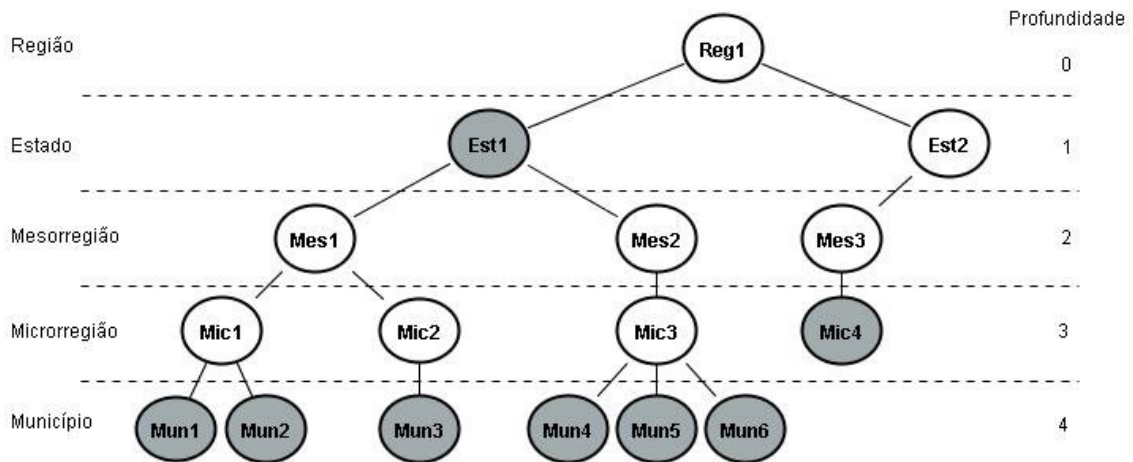 Profundidade
Região
Reg1
0
Estado
Est1
Est2
1
Mesorregião
Mes1
Mes2
Mes3
2
Microrregião
Mic1
Mic2
Mic3
Mic4
3
Município
Mun1
Mun2
Mun3
Mun4
Mun5
Mun6
4